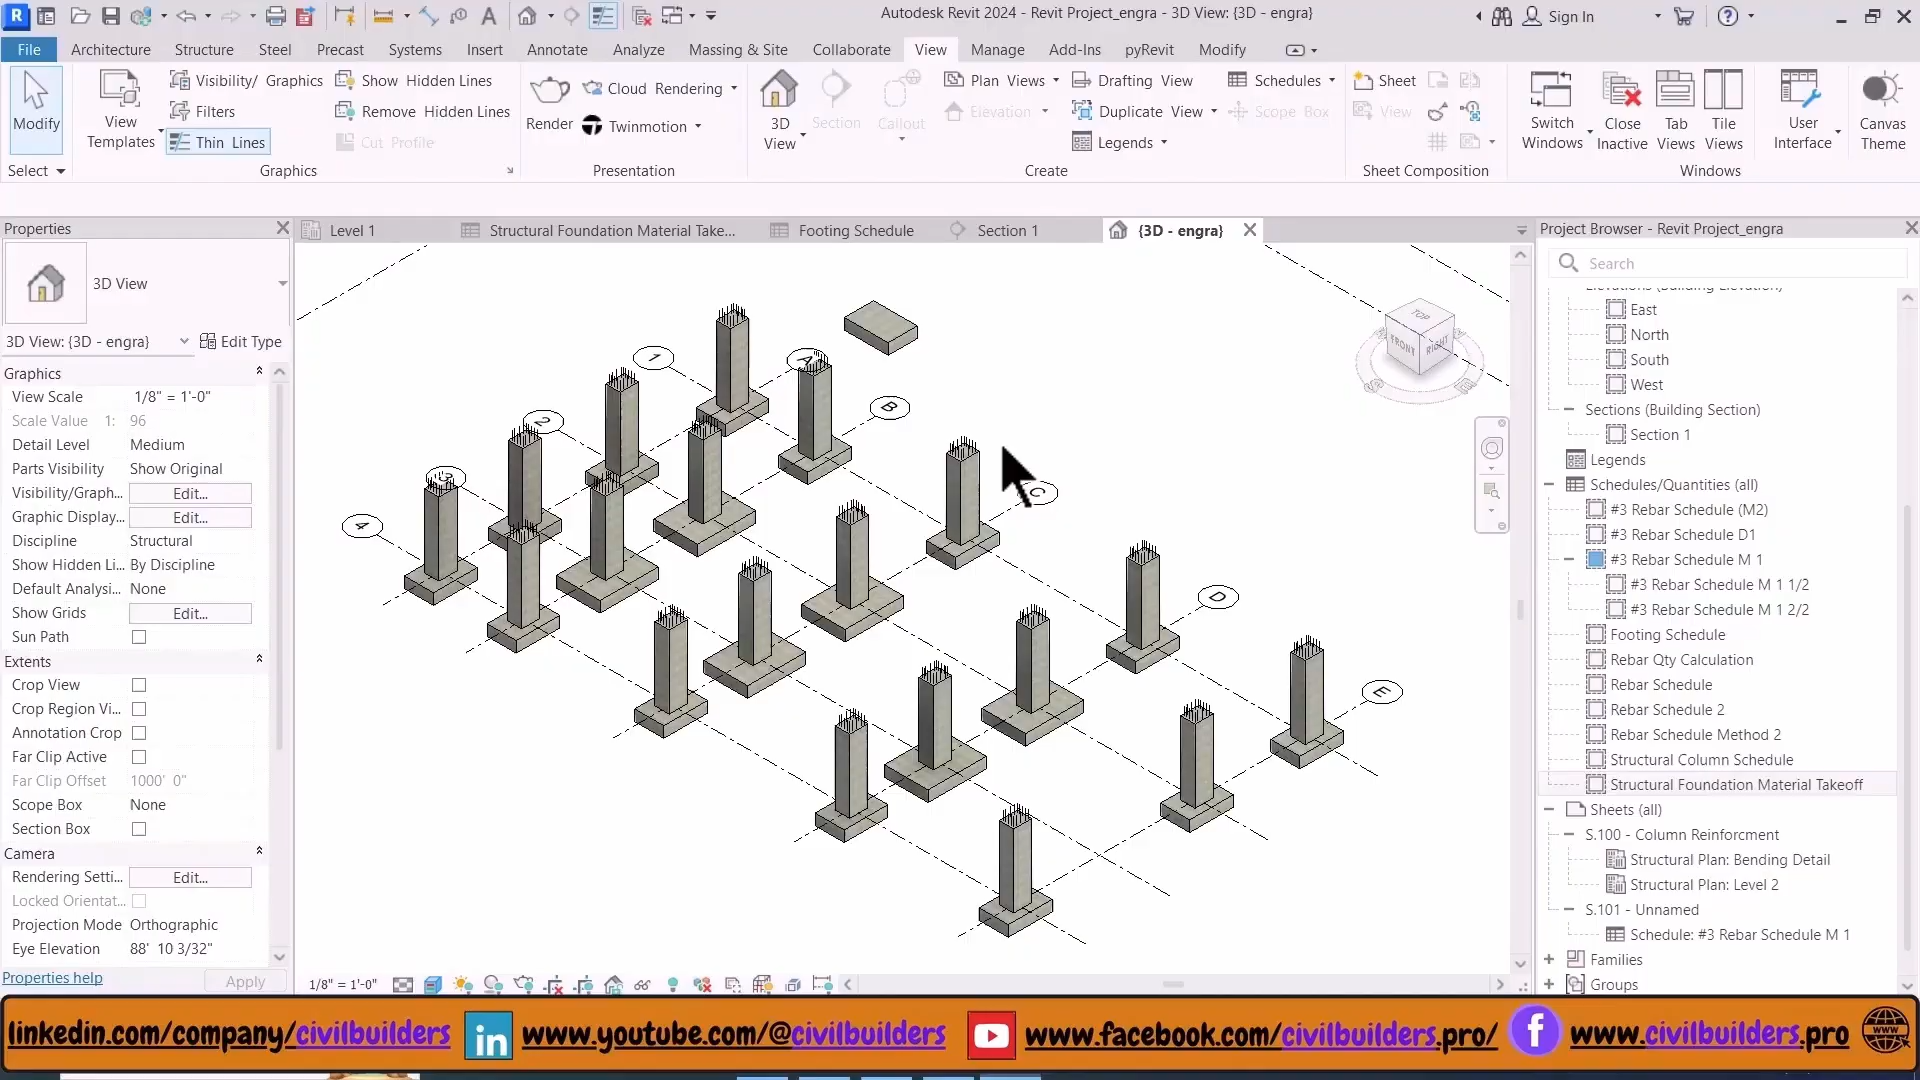 Autodesk Revit 2024 - Revit Project_engra - 3D View: {3D - engra}
Sign In
File Architecture Structure Steel Precast Systems Insert Annotate Analyze Massing & Site Collaborate View Manage Add-Ins pyRevit Modify
Modify
View
Templates
Visibility/ Graphics
Filters
Thin Lines
Show Hidden Lines
Remove Hidden Lines
Cut Profile
Render
Cloud Rendering
Twinmotion
3D
View
Section
Callout
Plan Views
Elevation
Drafting View
Duplicate View
Legends
Schedules
Scope Box
Sheet
View
Switch
Windows
Close
Inactive
Tab
Views
Tile
Views
User
Interface
Canvas
Theme
Select Graphics Presentation Create Sheet Composition Windows
Properties
3D View
3D View: {3D - engra} Edit Type
Graphics
View Scale 1/8" = 1'-0"
Scale Value 1: 96
Detail Level Medium
Parts Visibility Show Original
Visibility/Graph... Edit...
Graphic Display... Edit...
Discipline Structural
Show Hidden Li... By Discipline
Default Analysi... None
Show Grids Edit...
Sun Path
Extents
Crop View
Crop Region Vi...
Annotation Crop
Far Clip Active
Far Clip Offset 1000' 0"
Scope Box None
Section Box
Camera
Rendering Setti... Edit...
Locked Orientat...
Projection Mode Orthographic
Eye Elevation 88' 10 3/32"
Properties help Apply
Level 1 Structural Foundation Material Take... Footing Schedule Section 1 {3D - engra}
1
2
3
4
A
B
C
D
E
TOP
FRONT
RIGHT
1/8" = 1'-0"
Project Browser - Revit Project_engra
Search
Elevations (Building Elevation)
East
North
South
West
Sections (Building Section)
Section 1
Legends
Schedules/Quantities (all)
#3 Rebar Schedule (M2)
#3 Rebar Schedule D1
#3 Rebar Schedule M 1
#3 Rebar Schedule M 1 1/2
#3 Rebar Schedule M 1 2/2
Footing Schedule
Rebar Qty Calculation
Rebar Schedule
Rebar Schedule 2
Rebar Schedule Method 2
Structural Column Schedule
Structural Foundation Material Takeoff
Sheets (all)
S.100 - Column Reinforcment
Structural Plan: Bending Detail
Structural Plan: Level 2
S.101 - Unnamed
Schedule: #3 Rebar Schedule M 1
Families
Groups
linkedin.com/company/civilbuilders in www.youtube.com/@civilbuilders www.facebook.com/civilbuilders.pro/ f www.civilbuilders.pro WWW